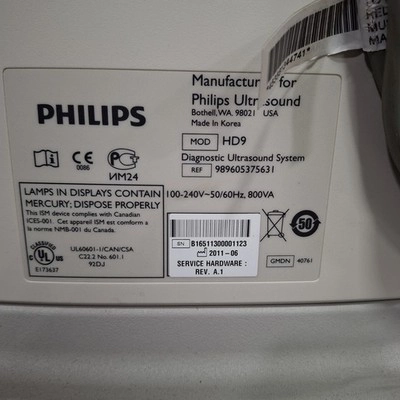 Manufactured for
Philips Ultrasound
Bothell, WA. 98021 USA
Made in Korea
PHILIPS
MOD HD9
Diagnostic Ultrasound System
REF 989605375631
CE
0086
ИМ24
LAMPS IN DISPLAYS CONTAIN
MERCURY; DISPOSE PROPERLY
This ISM device complies with Canadian
ICES-001. Cet appareil ISM est conforme a
la norme NMB-001 du Canada.
100-240V~50/60Hz, 800VA
CLASSIFIED
UL
E173637
UL60601-1/CAN/CSA
C22.2 No. 601.1
92DJ
SN B16511300001123
2011-06
SERVICE HARDWARE :
REV. A.1
50
GMDN 40761